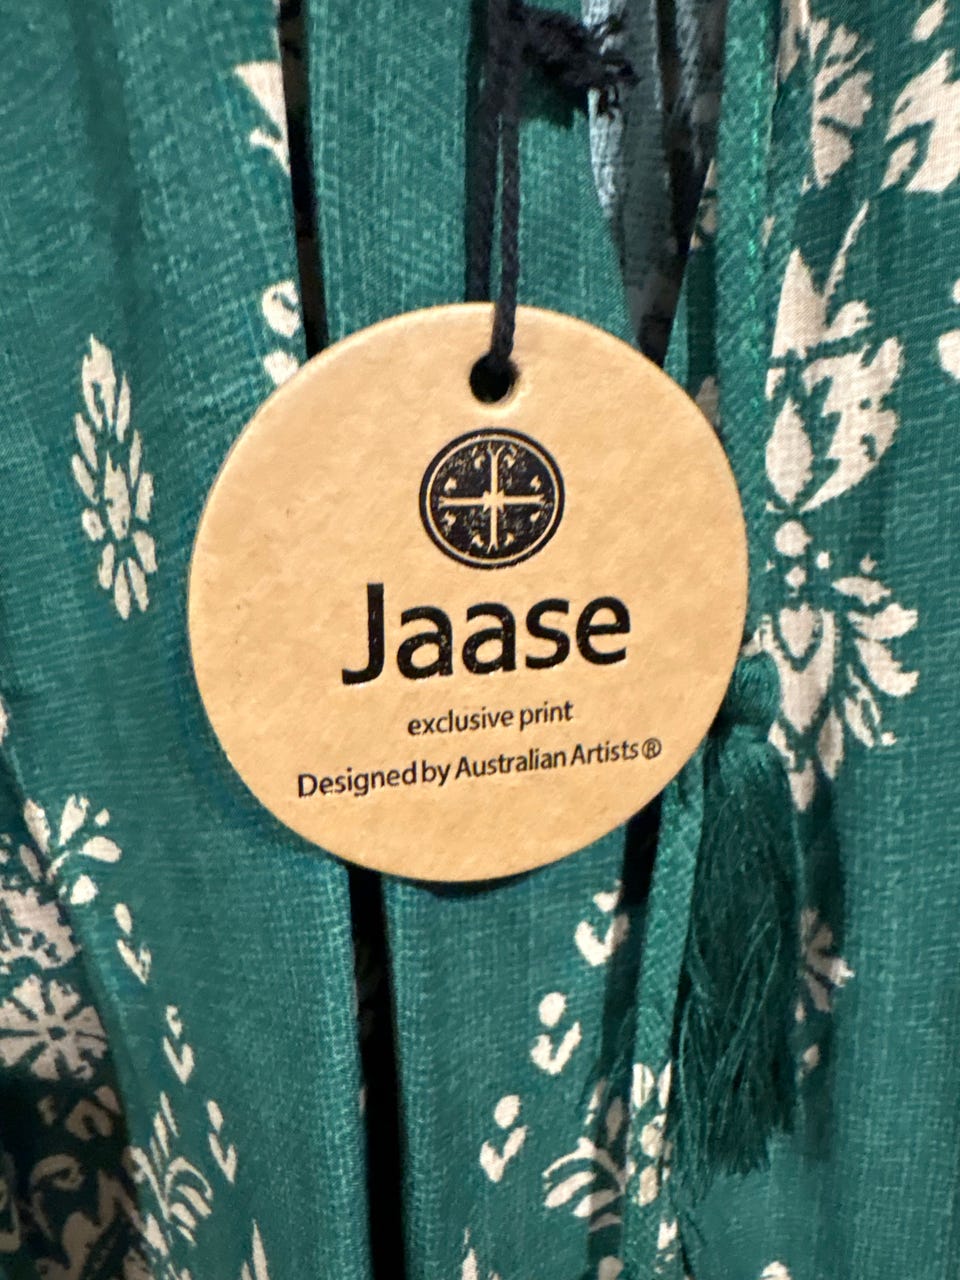 Jaase
exclusive print
Designed by Australian Artists®